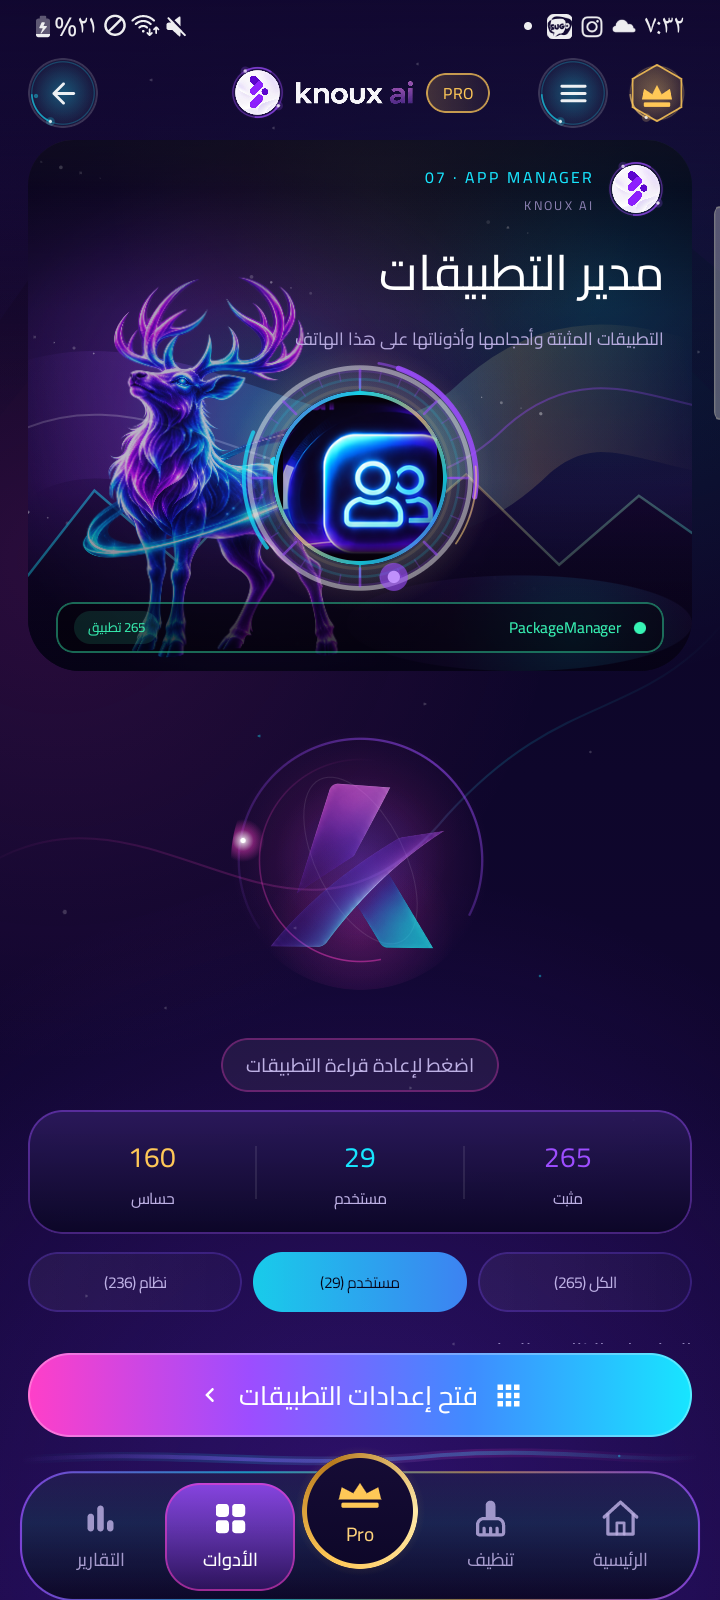 ٧:٣٢
%٢١
knoux ai PRO
07 · APP MANAGER
KNOUX AI
مدير التطبيقات
التطبيقات المثبتة وأحجامها وأذوناتها على هذا الهاتف
PackageManager
265 تطبيق
اضغط لإعادة قراءة التطبيقات
265 29 160
مثبت مستخدم حساس
الكل (265) مستخدم (29) نظام (236)
فتح إعدادات التطبيقات
Pro
الرئيسية تنظيف الأدوات التقارير